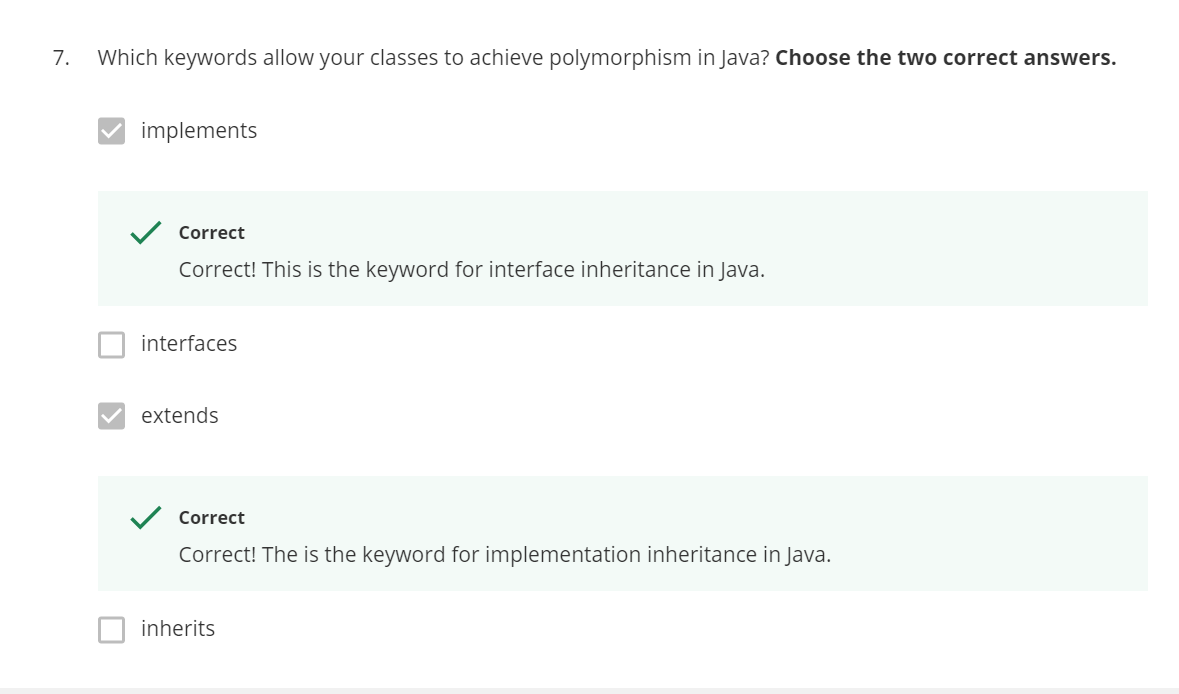 7. Which keywords allow your classes to achieve polymorphism in Java? Choose the two correct answers.
implements
Correct
Correct! This is the keyword for interface inheritance in Java.
interfaces
extends
Correct
Correct! The is the keyword for implementation inheritance in Java.
inherits